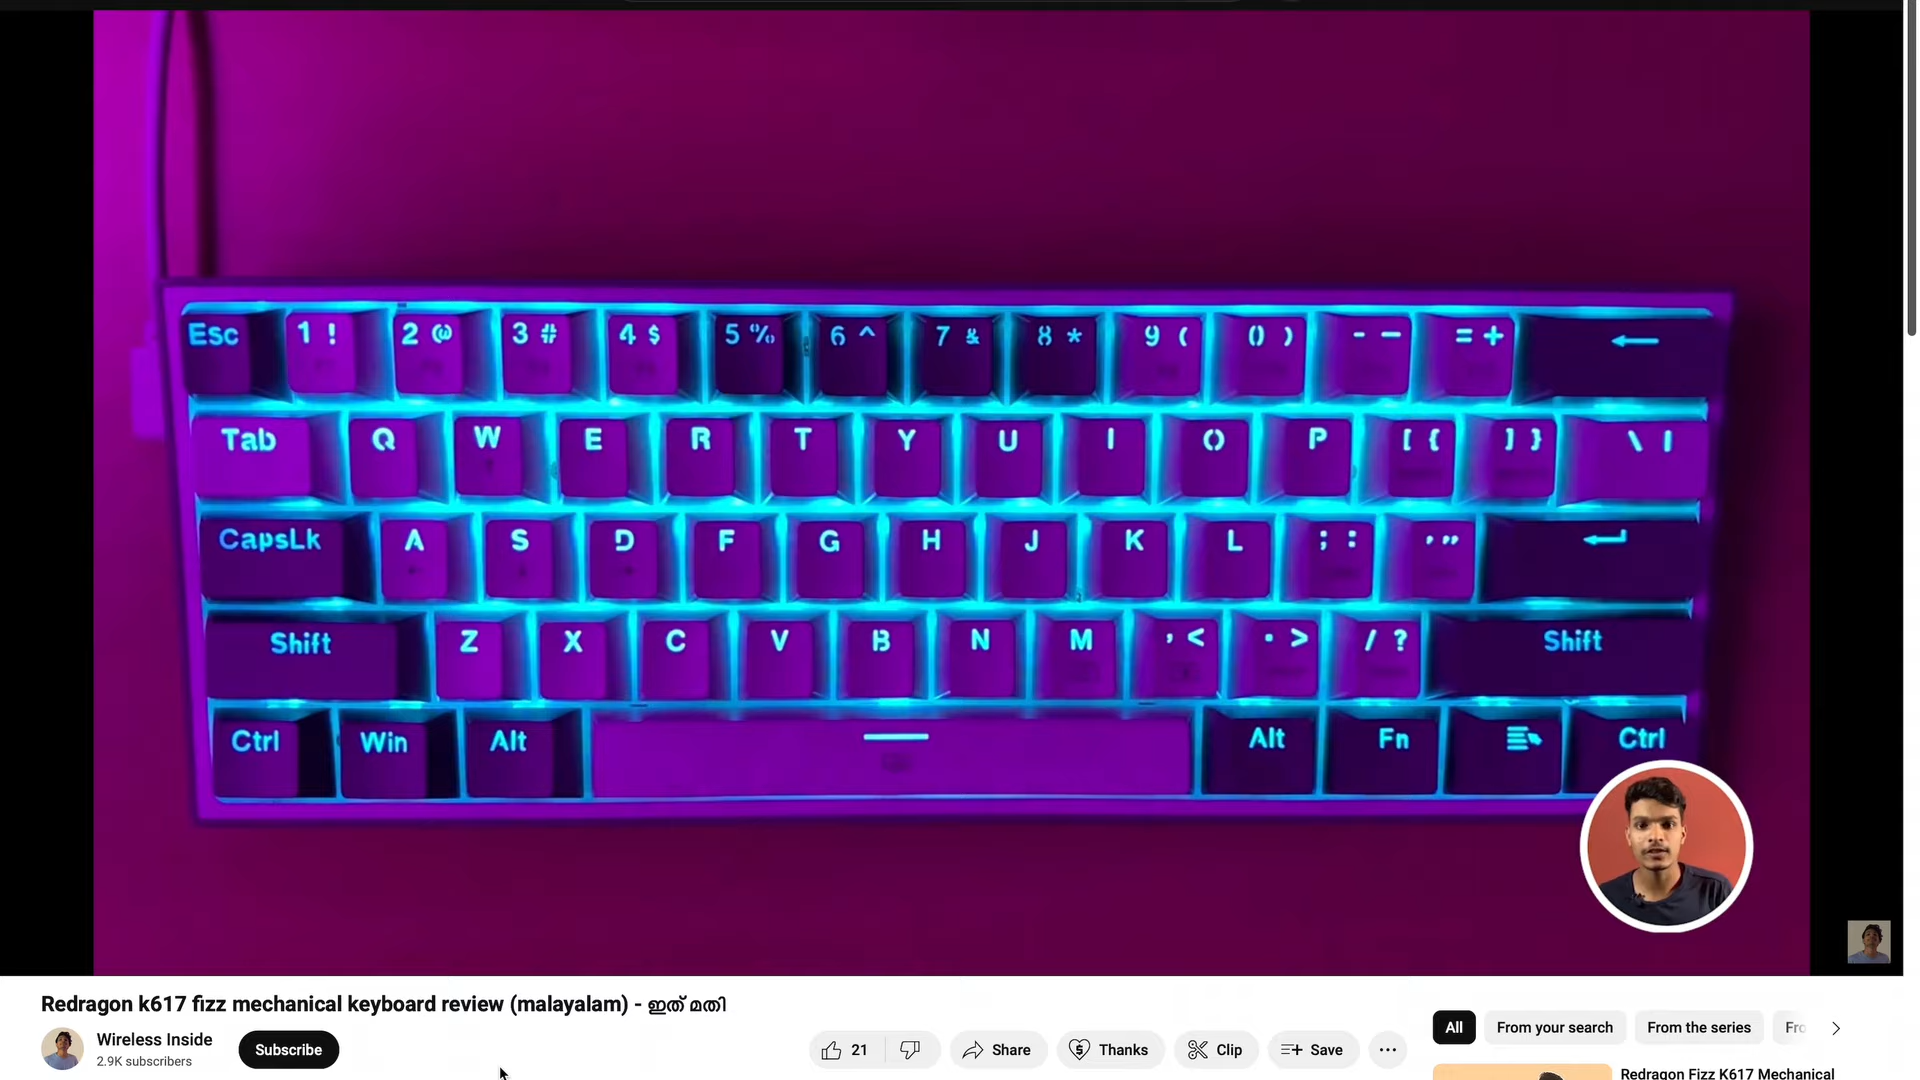 Esc 1 ! 2 @ 3 # 4 $ 5 % 6 ^ 7 & 8 * 9 ( 0 ) - — = + ←
Tab Q W E R T Y U I O P [ { ] } \ |
CapsLk A S D F G H J K L ; : ' " ↵
Shift Z X C V B N M , < . > / ? Shift
Ctrl Win Alt — Alt Fn Ctrl
Redragon k617 fizz mechanical keyboard review (malayalam) - ഇത് മതി
Wireless Inside
2.9K subscribers
Subscribe
21
Share
Thanks
Clip
Save
All
From your search
From the series
Fro
Redragon Fizz K617 Mechanical